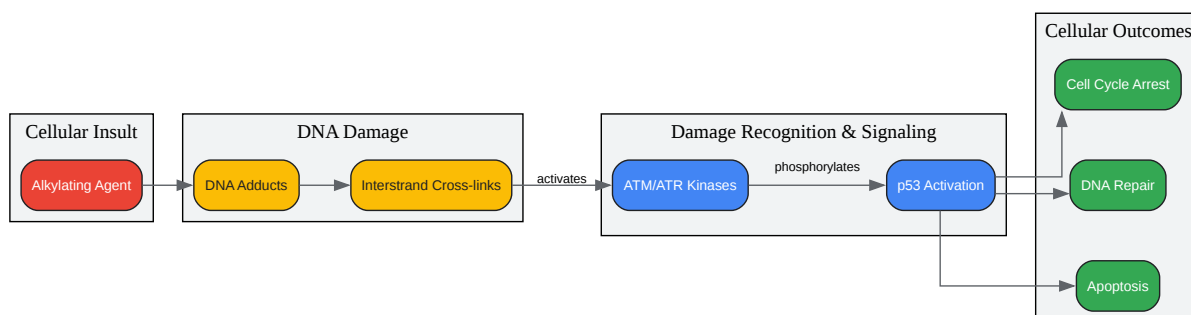 Cellular Insult
Alkylating Agent
DNA Damage
DNA Adducts
Interstrand Cross-links
activates
Damage Recognition & Signaling
ATM/ATR Kinases
phosphorylates
p53 Activation
Cellular Outcomes
Cell Cycle Arrest
DNA Repair
Apoptosis